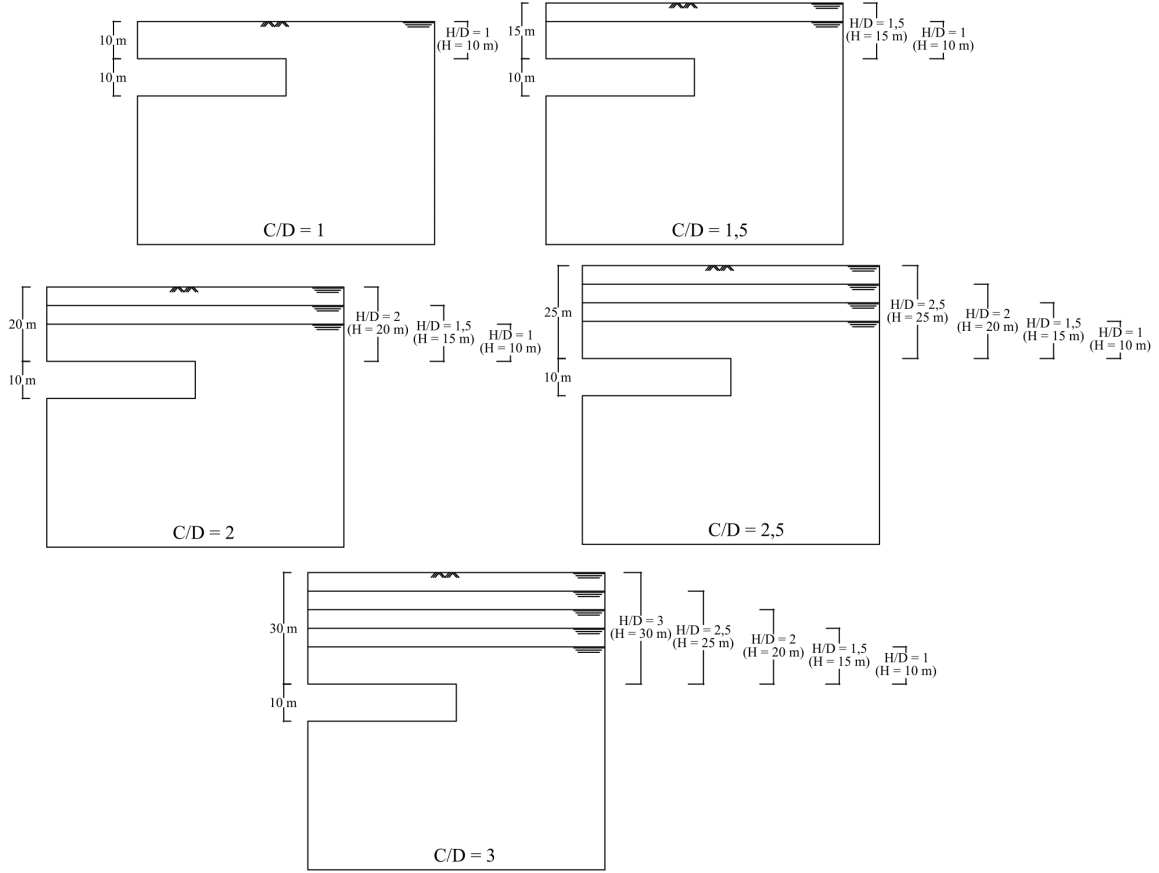 10 m
10 m
H/D = 1
(H = 10 m)
C/D = 1
15 m
10 m
H/D = 1,5
(H = 15 m)
H/D = 1
(H = 10 m)
C/D = 1,5
20 m
10 m
H/D = 2
(H = 20 m)
H/D = 1,5
(H = 15 m)
H/D = 1
(H = 10 m)
C/D = 2
25 m
10 m
H/D = 2,5
(H = 25 m)
H/D = 2
(H = 20 m)
H/D = 1,5
(H = 15 m)
H/D = 1
(H = 10 m)
C/D = 2,5
30 m
10 m
H/D = 3
(H = 30 m)
H/D = 2,5
(H = 25 m)
H/D = 2
(H = 20 m)
H/D = 1,5
(H = 15 m)
H/D = 1
(H = 10 m)
C/D = 3